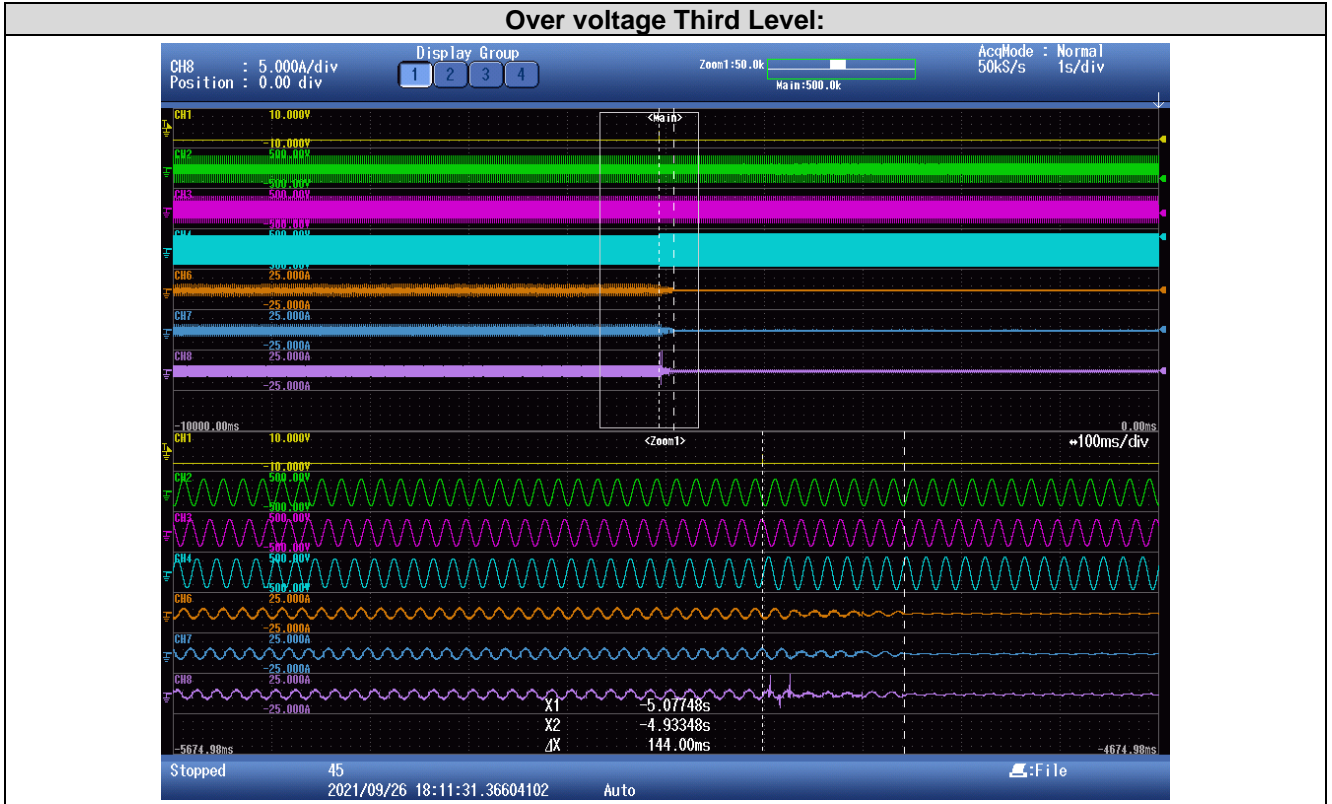 Over voltage Third Level:
CH8 : 5.000A/div
Position : 0.00 div
Display Group
1 2 3 4
Zoom1:50.0k
Main:500.0k
AcqMode : Normal
50kS/s 1s/div
<Main>
CH1 10.000V
-10.000V
CH2 500.00V
-500.00V
CH3 500.00V
-500.00V
CH4 500.00V
500.00V
CH6 25.000A
-25.000A
CH7 25.000A
-25.000A
CH8 25.000A
-25.000A
-10000.00ms 0.00ms
CH1 10.000V <Zoom1> ↔100ms/div
-10.000V
CH2 500.00V
-500.00V
CH3 500.00V
-500.00V
CH4 500.00V
500.00V
CH6 25.000A
-25.000A
CH7 25.000A
-25.000A
CH8 25.000A
-25.000A
X1 -5.07748s
X2 -4.93348s
ΔX 144.00ms
-5674.98ms -4674.98ms
Stopped 45 :File
2021/09/26 18:11:31.36604102 Auto